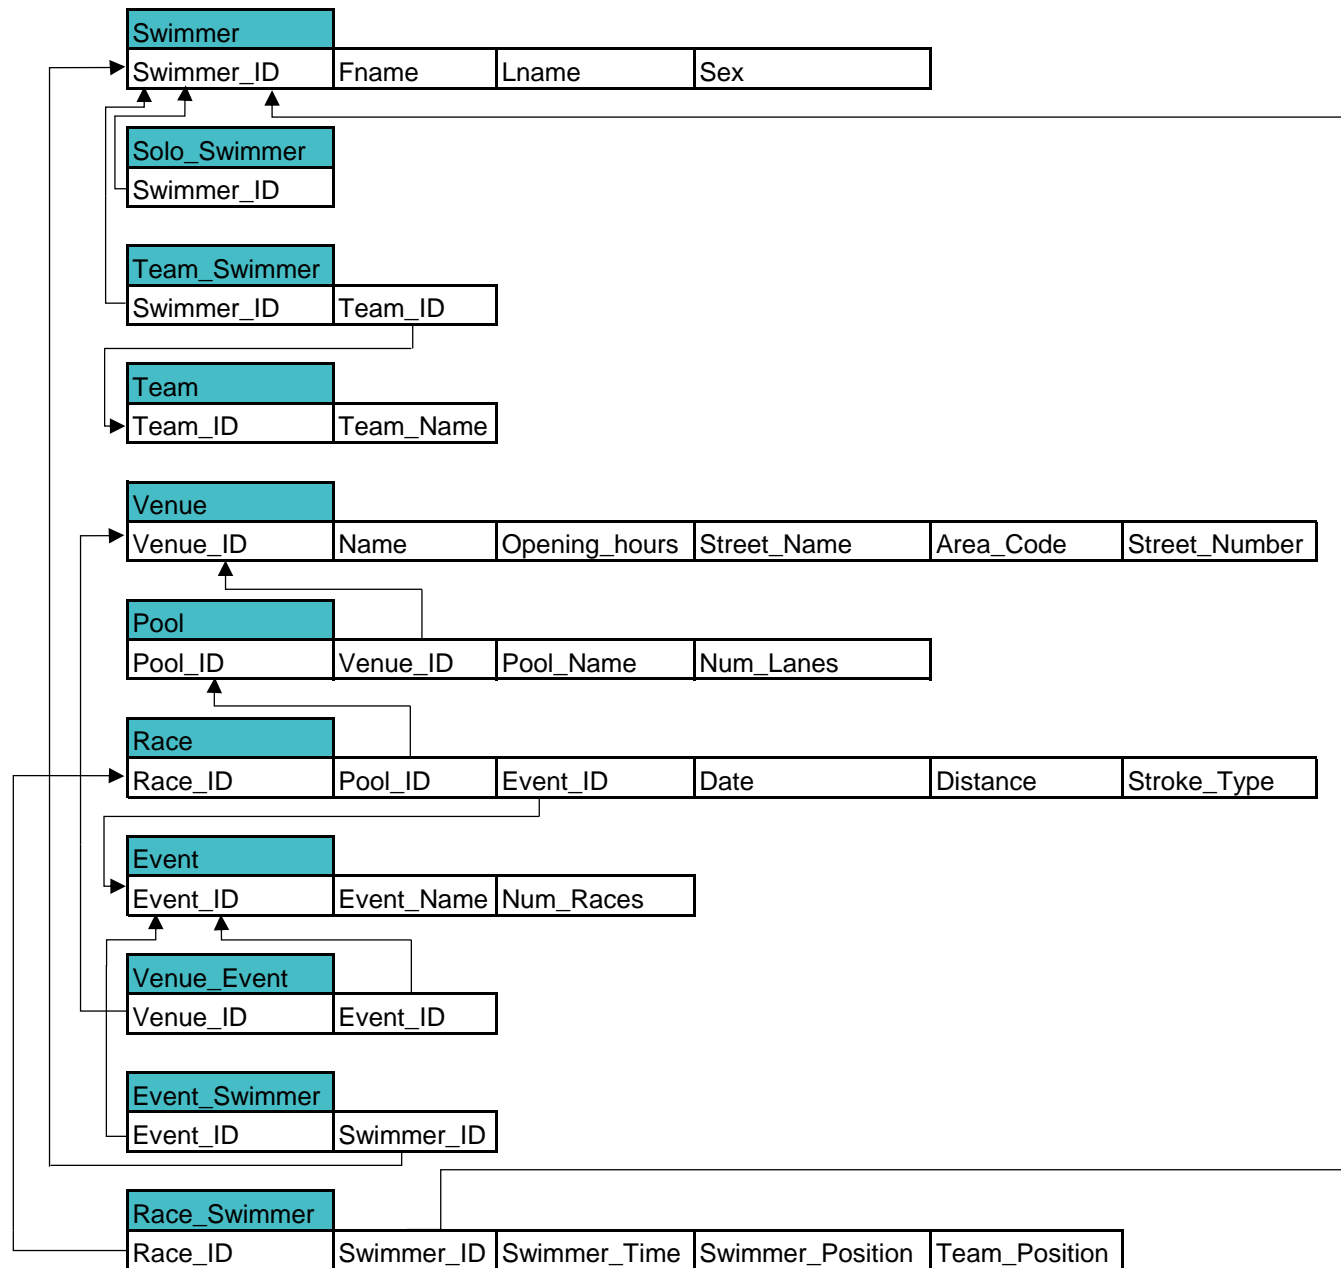 Swimmer
Swimmer_ID Fname Lname Sex
Solo_Swimmer
Swimmer_ID
Team_Swimmer
Swimmer_ID Team_ID
Team
Team_ID Team_Name
Venue
Venue_ID Name Opening_hours Street_Name Area_Code Street_Number
Pool
Pool_ID Venue_ID Pool_Name Num_Lanes
Race
Race_ID Pool_ID Event_ID Date Distance Stroke_Type
Event
Event_ID Event_Name Num_Races
Venue_Event
Venue_ID Event_ID
Event_Swimmer
Event_ID Swimmer_ID
Race_Swimmer
Race_ID Swimmer_ID Swimmer_Time Swimmer_Position Team_Position